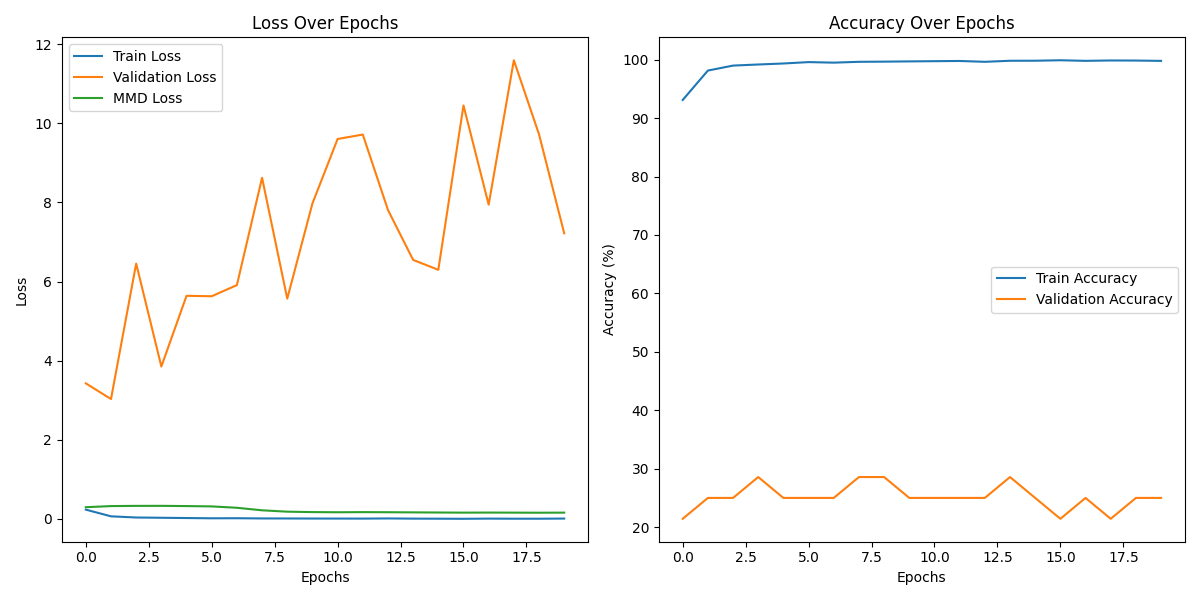 Loss Over Epochs
12
10
8
6
4
2
0
Loss
Train Loss
Validation Loss
MMD Loss
0.0 2.5 5.0 7.5 10.0 12.5 15.0 17.5
Epochs
Accuracy Over Epochs
100
90
80
70
60
50
40
30
20
Accuracy (%)
Train Accuracy
Validation Accuracy
0.0 2.5 5.0 7.5 10.0 12.5 15.0 17.5
Epochs